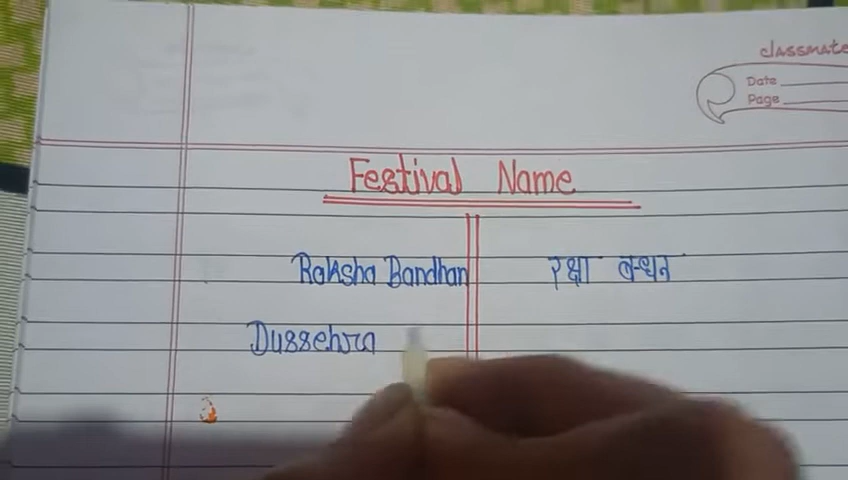 classmate
Date
Page
Festival Name
Raksha Bandhan रक्षा बन्धन
Dussehra